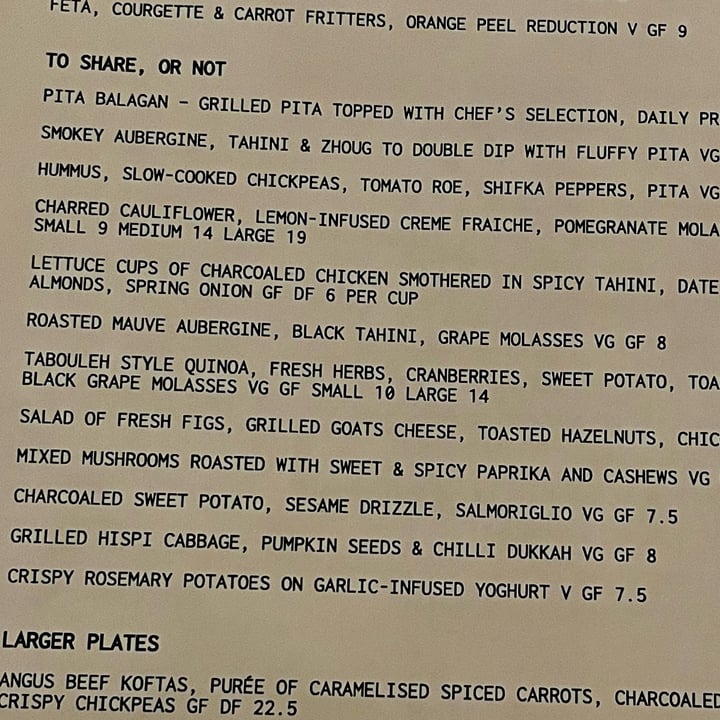 FETA, COURGETTE & CARROT FRITTERS, ORANGE PEEL REDUCTION V GF 9
TO SHARE, OR NOT
PITA BALAGAN – GRILLED PITA TOPPED WITH CHEF'S SELECTION, DAILY PR
SMOKEY AUBERGINE, TAHINI & ZHOUG TO DOUBLE DIP WITH FLUFFY PITA VG
HUMMUS, SLOW-COOKED CHICKPEAS, TOMATO ROE, SHIFKA PEPPERS, PITA VG
CHARRED CAULIFLOWER, LEMON-INFUSED CREME FRAICHE, POMEGRANATE MOLA
SMALL 9 MEDIUM 14 LARGE 19
LETTUCE CUPS OF CHARCOALED CHICKEN SMOTHERED IN SPICY TAHINI, DATE
ALMONDS, SPRING ONION GF DF 6 PER CUP
ROASTED MAUVE AUBERGINE, BLACK TAHINI, GRAPE MOLASSES VG GF 8
TABOULEH STYLE QUINOA, FRESH HERBS, CRANBERRIES, SWEET POTATO, TOA
BLACK GRAPE MOLASSES VG GF SMALL 10 LARGE 14
SALAD OF FRESH FIGS, GRILLED GOATS CHEESE, TOASTED HAZELNUTS, CHIC
MIXED MUSHROOMS ROASTED WITH SWEET & SPICY PAPRIKA AND CASHEWS VG
CHARCOALED SWEET POTATO, SESAME DRIZZLE, SALMORIGLIO VG GF 7.5
GRILLED HISPI CABBAGE, PUMPKIN SEEDS & CHILLI DUKKAH VG GF 8
CRISPY ROSEMARY POTATOES ON GARLIC-INFUSED YOGHURT V GF 7.5
LARGER PLATES
ANGUS BEEF KOFTAS, PURÉE OF CARAMELISED SPICED CARROTS, CHARCOALED
CRISPY CHICKPEAS GF DF 22.5